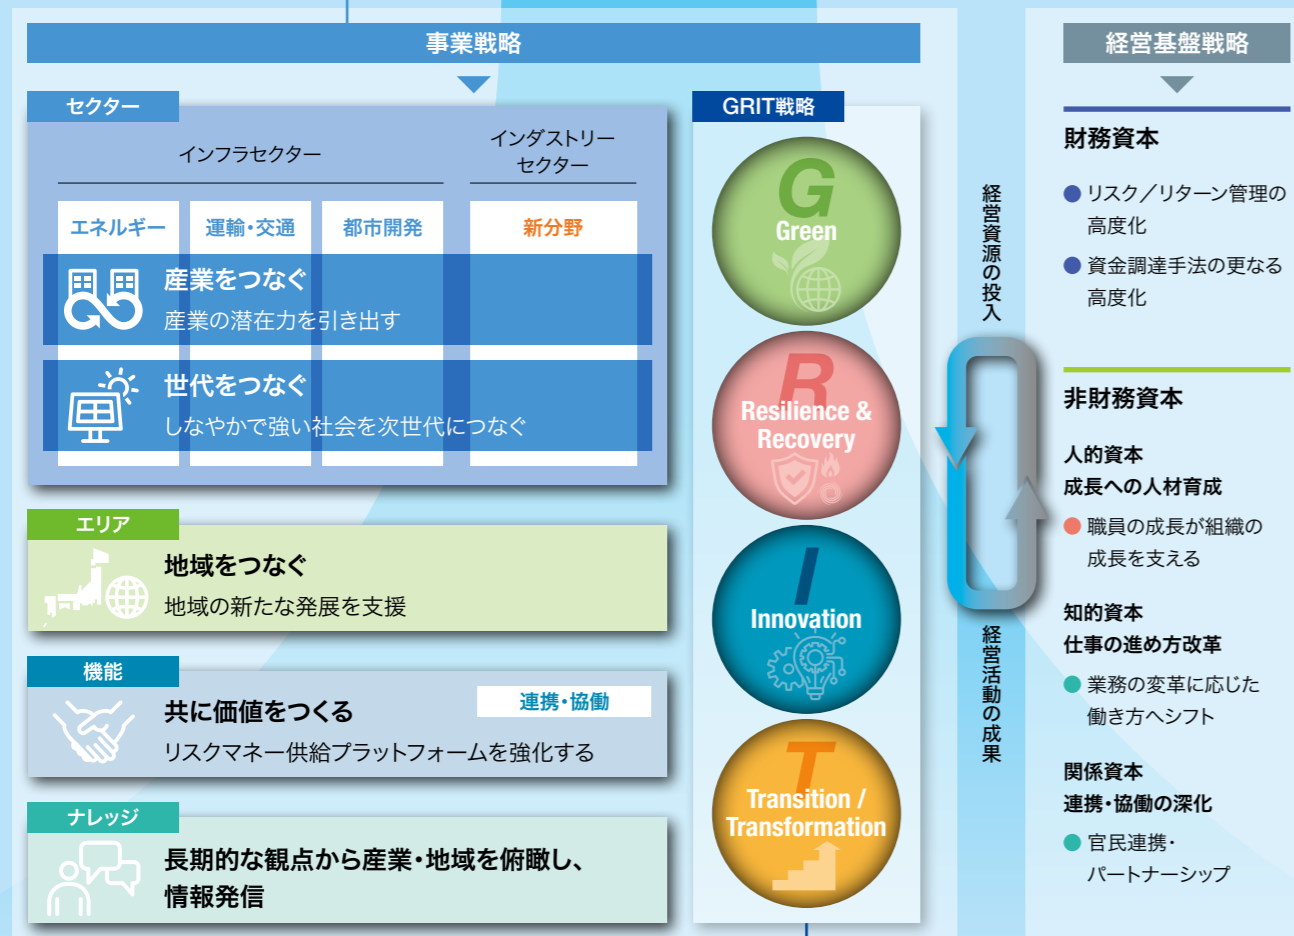 事業戦略
セクター
インフラセクター
インダストリー
セクター
エネルギー
運輸・交通
都市開発
新分野
産業をつなぐ
産業の潜在力を引き出す
世代をつなぐ
しなやかで強い社会を次世代につなぐ
エリア
地域をつなぐ
地域の新たな発展を支援
機能
共に価値をつくる
連携・協働
リスクマネー供給プラットフォームを強化する
ナレッジ
長期的な観点から産業・地域を俯瞰し、
情報発信
GRIT戦略
G
Green
R
Resilience &
Recovery
I
Innovation
T
Transition /
Transformation
経営資源の投入
経営活動の成果
経営基盤戦略
財務資本
リスク／リターン管理の
高度化
資金調達手法の更なる
高度化
非財務資本
人的資本
成長への人材育成
職員の成長が組織の
成長を支える
知的資本
仕事の進め方改革
業務の変革に応じた
働き方へシフト
関係資本
連携・協働の深化
官民連携・
パートナーシップ